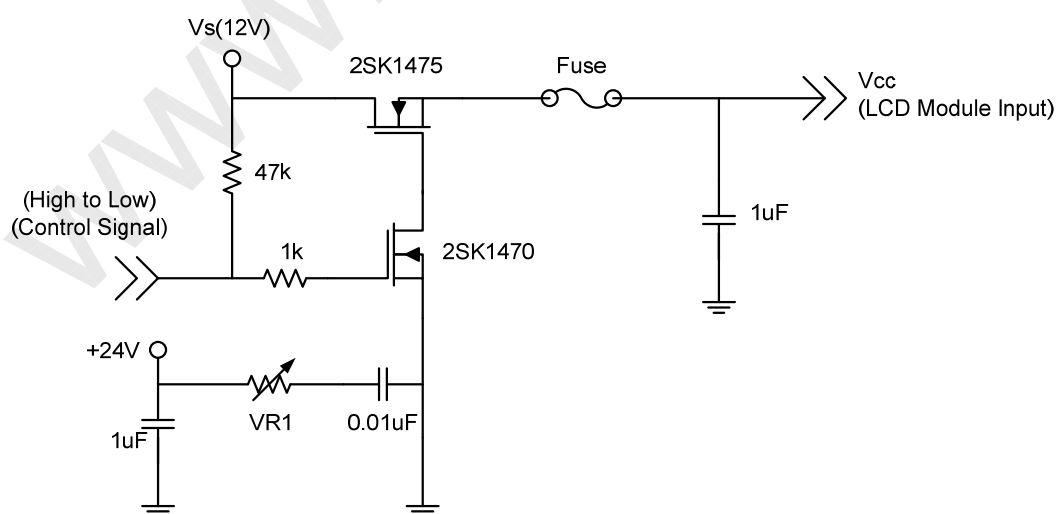 www.
Vs(12V)
2SK1475
Fuse
Vcc
(LCD Module Input)
47k
(High to Low)
(Control Signal)
1k
2SK1470
1uF
+24V
VR1
0.01uF
1uF